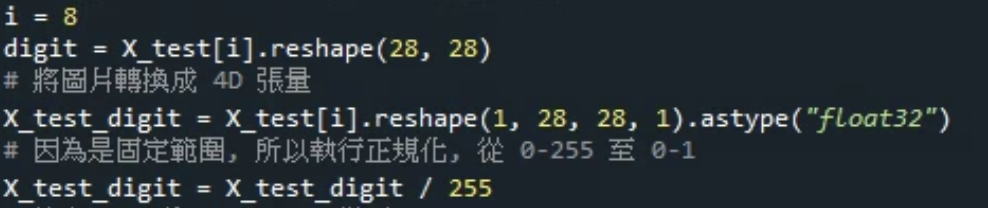 i = 8
digit = X_test[i].reshape(28, 28)
# 將圖片轉換成 4D 張量
X_test_digit = X_test[i].reshape(1, 28, 28, 1).astype("float32")
# 因為是固定範圍, 所以執行正規化, 從 0-255 至 0-1
X_test_digit = X_test_digit / 255